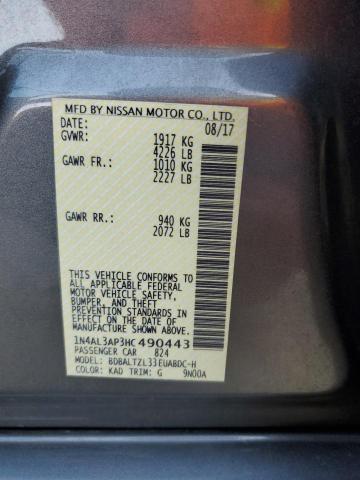 MFD BY NISSAN MOTOR CO., LTD.
DATE: 08/17
GVWR: 1917 KG
4226 LB
GAWR FR: 1010 KG
2227 LB
GAWR RR: 940 KG
2072 LB
THIS VEHICLE CONFORMS TO
ALL APPLICABLE FEDERAL
MOTOR VEHICLE SAFETY,
BUMPER, AND THEFT
PREVENTION STANDARDS IN
EFFECT ON THE DATE OF
MANUFACTURE SHOWN ABOVE.
1N4AL3AP3HC490443
PASSENGER CAR 824
MODEL: BDBALTZL33EUABDC-H
COLOR: KAD TRIM: G 9N00A